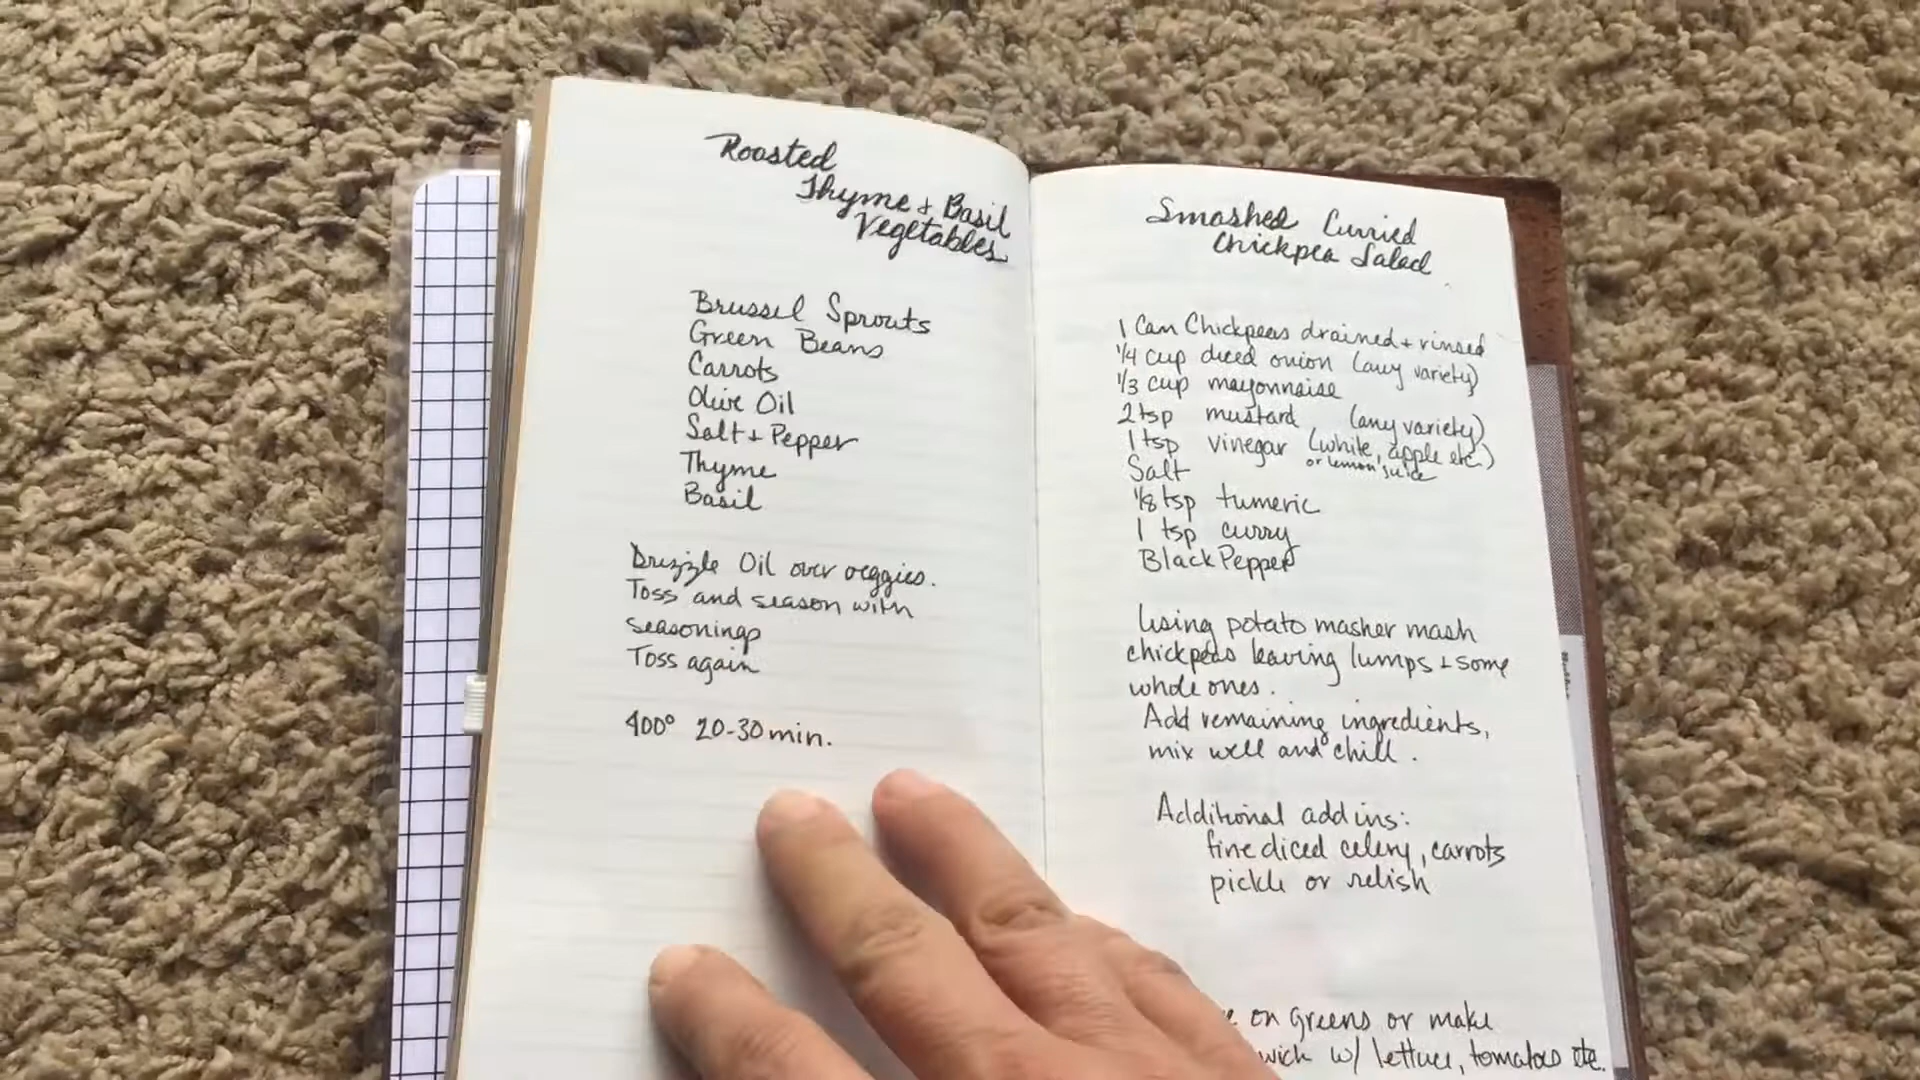 Roasted
Thyme + Basil
Vegetables
Brussel Sprouts
Green Beans
Carrots
Olive Oil
Salt + Pepper
Thyme
Basil
Drizzle Oil over veggies.
Toss and season with
seasonings
Toss again
400° 20-30 min.
Smashed Curried
Chickpea Salad
1 Can Chickpeas drained + rinsed
1/4 cup diced onion (any variety)
1/3 cup mayonnaise
2 tsp mustard (any variety)
1 tsp vinegar (white, apple etc.)
or lemon juice
Salt
1/8 tsp tumeric
1 tsp curry
Black Pepper
Using potato masher mash
chickpeas leaving lumps + some
whole ones.
Add remaining ingredients,
mix well and chill.
Additional add ins:
fine diced celery, carrots
pickle or relish
on greens or make
w/ lettuce, tomatoes etc.